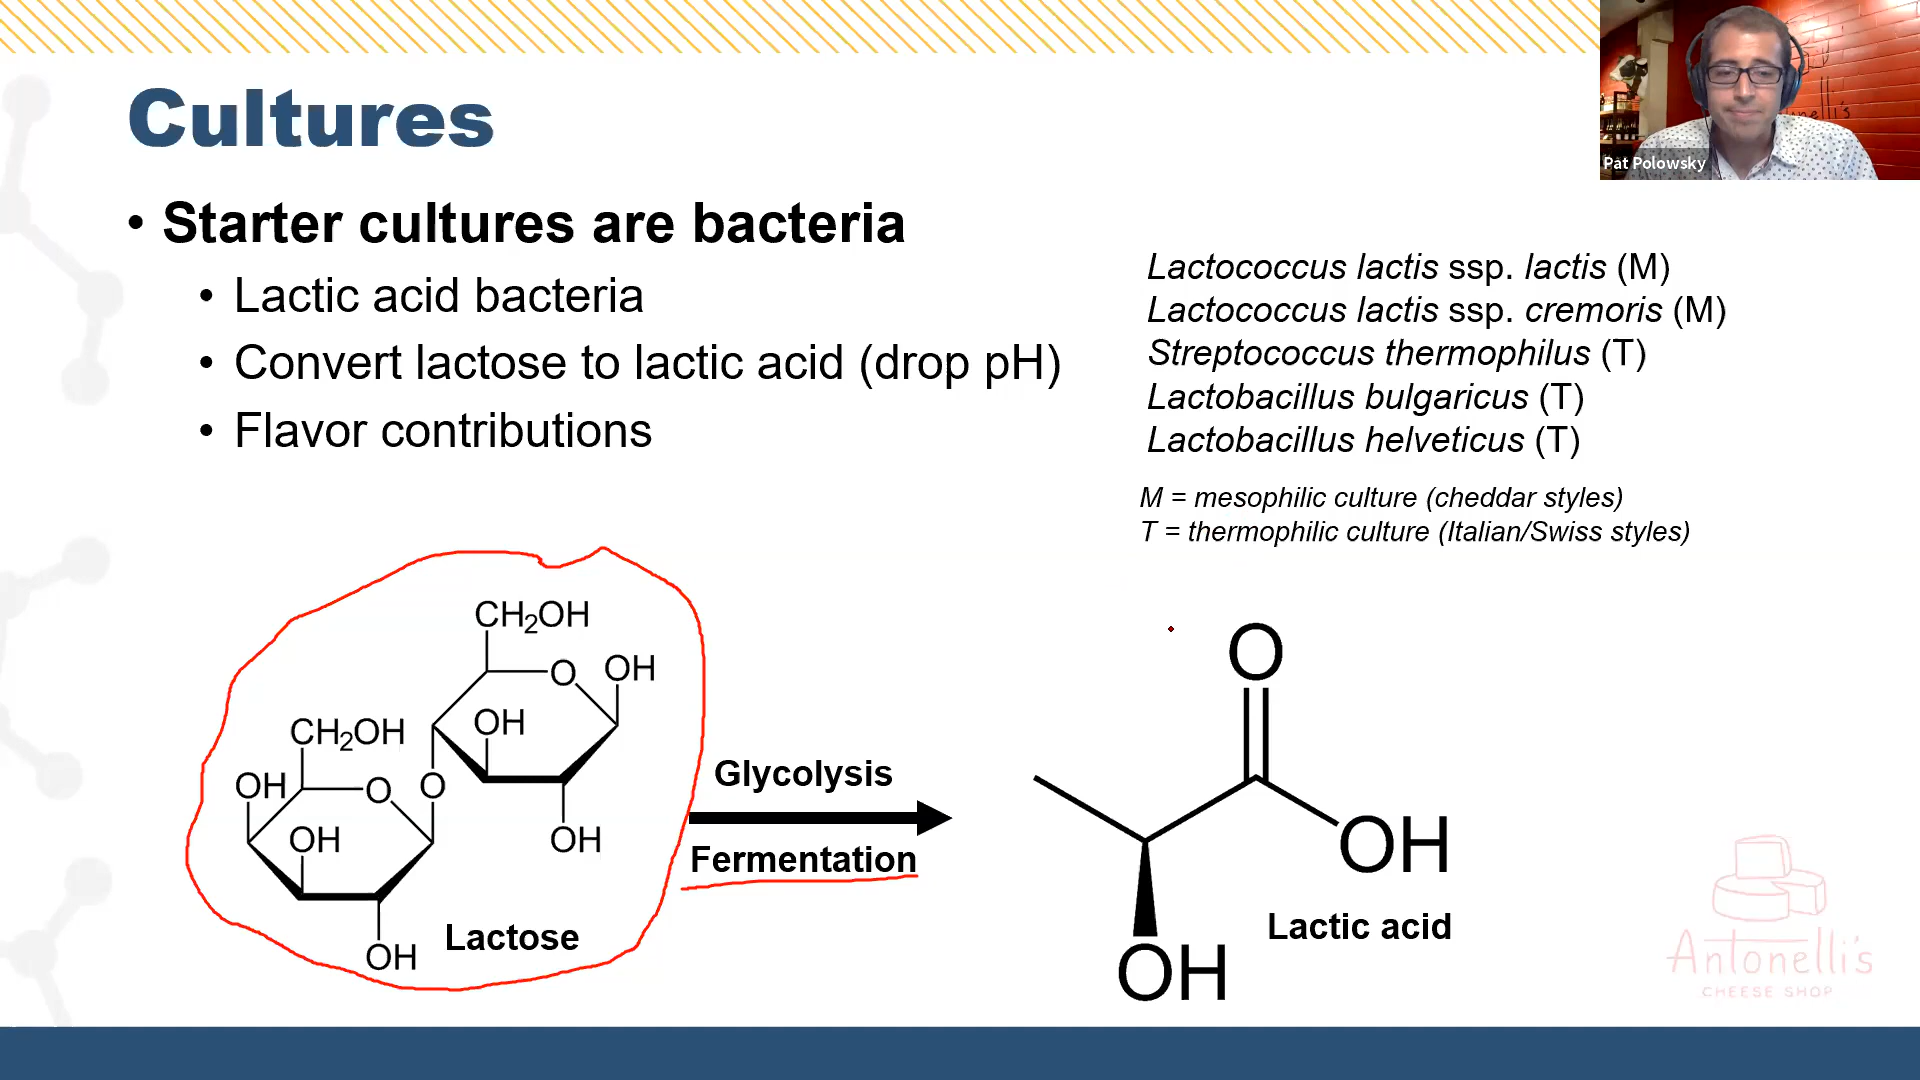 Cultures
Pat Polowsky
• Starter cultures are bacteria
• Lactic acid bacteria
• Convert lactose to lactic acid (drop pH)
• Flavor contributions
Lactococcus lactis ssp. lactis (M)
Lactococcus lactis ssp. cremoris (M)
Streptococcus thermophilus (T)
Lactobacillus bulgaricus (T)
Lactobacillus helveticus (T)
M = mesophilic culture (cheddar styles)
T = thermophilic culture (Italian/Swiss styles)
CH2OH
O
OH
OH
OH
CH2OH
OH
O
O
OH
OH
Lactose
Glycolysis
Fermentation
O
OH
OH
Lactic acid
Antonelli's
CHEESE SHOP